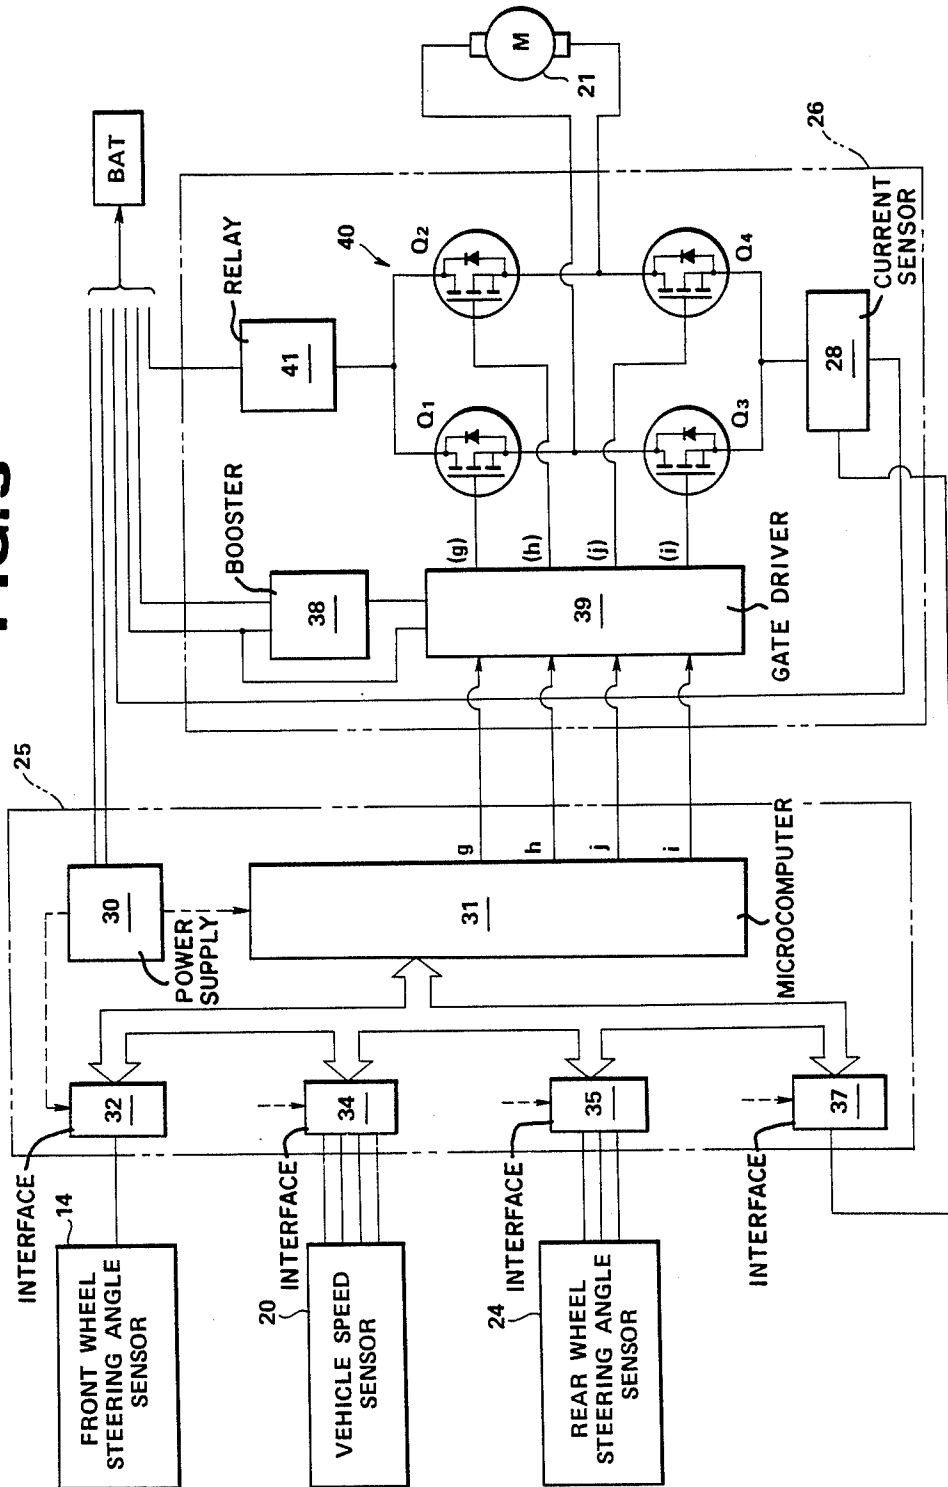 BAT
RELAY
41
BOOSTER
38
40
Q1
Q2
Q3
Q4
M
21
26
CURRENT
SENSOR
28
(g)
(h)
(j)
(i)
39
GATE DRIVER
25
30
POWER
SUPPLY
g
h
j
i
31
MICROCOMPUTER
INTERFACE
32
INTERFACE
34
INTERFACE
35
INTERFACE
37
14
FRONT WHEEL
STEERING ANGLE
SENSOR
20
VEHICLE SPEED
SENSOR
24
REAR WHEEL
STEERING ANGLE
SENSOR